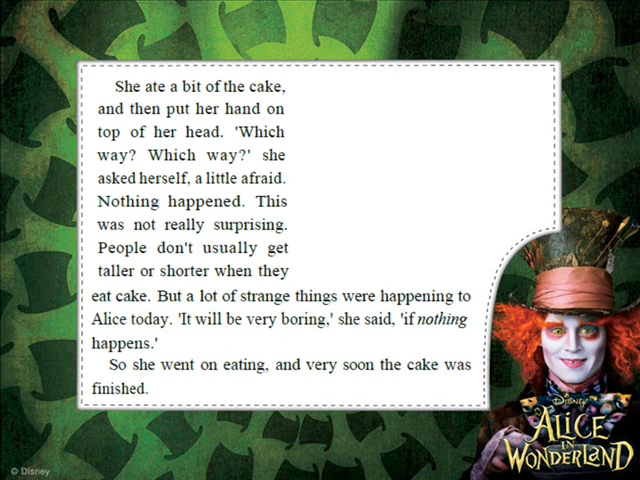 She ate a bit of the cake,
and then put her hand on
top of her head. 'Which
way? Which way?' she
asked herself, a little afraid.
Nothing happened. This
was not really surprising.
People don't usually get
taller or shorter when they
eat cake. But a lot of strange things were happening to
Alice today. 'It will be very boring,' she said, 'if nothing
happens.'
So she went on eating, and very soon the cake was
finished.
DISNEY
ALICE
IN
WONDERLAND
© Disney